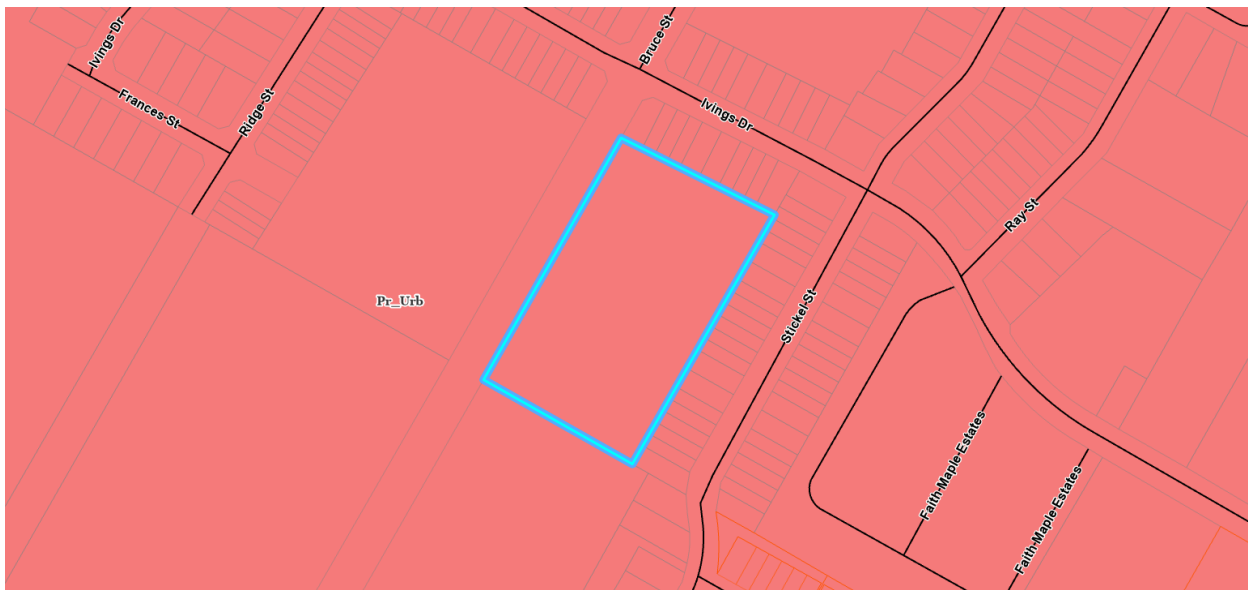 Ivings Dr
Bruce St
Frances St
Ridge St
Ivings Dr
Ray St
Pr_Urb
Stickel St
Faith Maple Estates
Faith Maple Estates